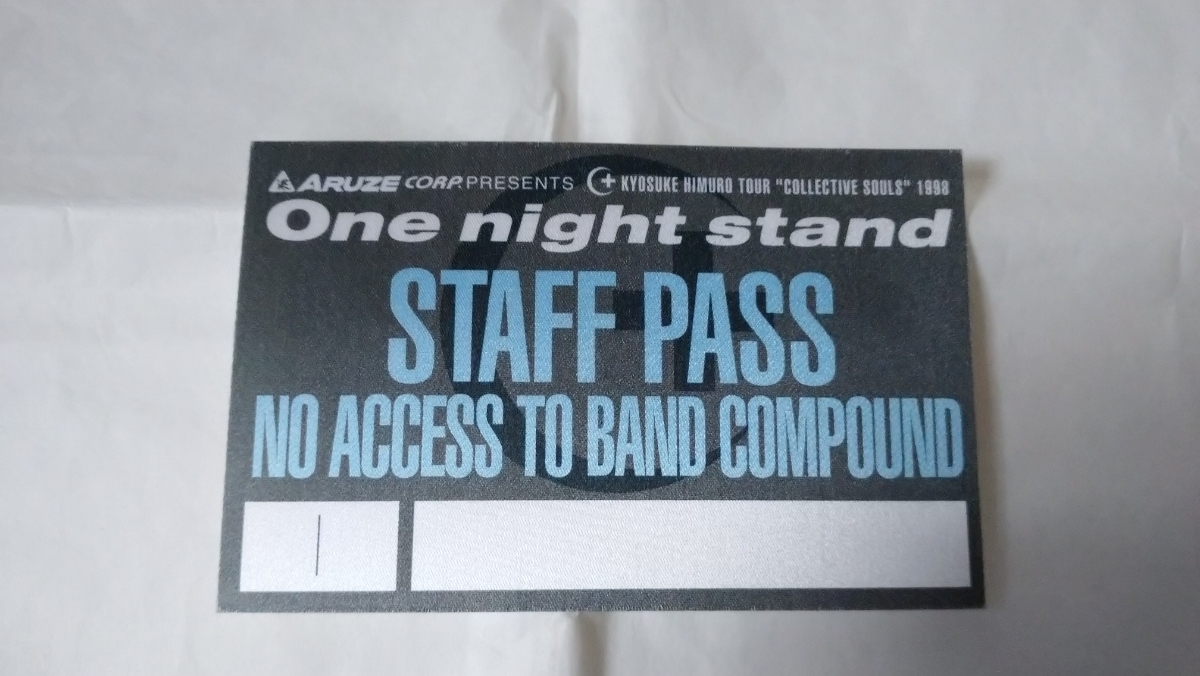 ARUZE CORP. PRESENTS KYOSUKE HIMURO TOUR "COLLECTIVE SOULS" 1998
One night stand
STAFF PASS
NO ACCESS TO BAND COMPOUND